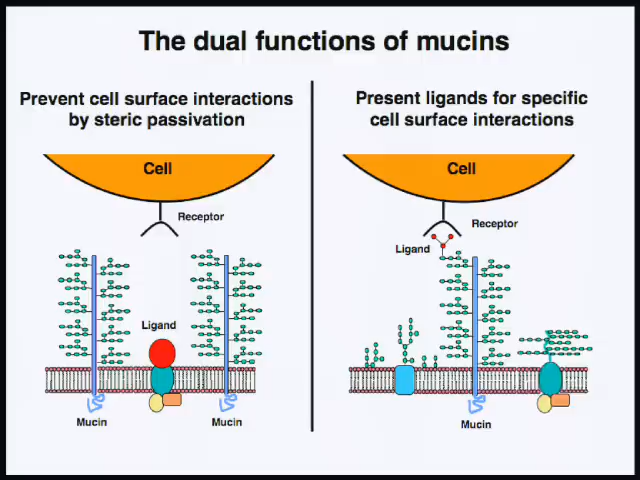 The dual functions of mucins
Prevent cell surface interactions
by steric passivation
Cell
Receptor
Ligand
Mucin
Mucin
Present ligands for specific
cell surface interactions
Cell
Receptor
Ligand
Mucin